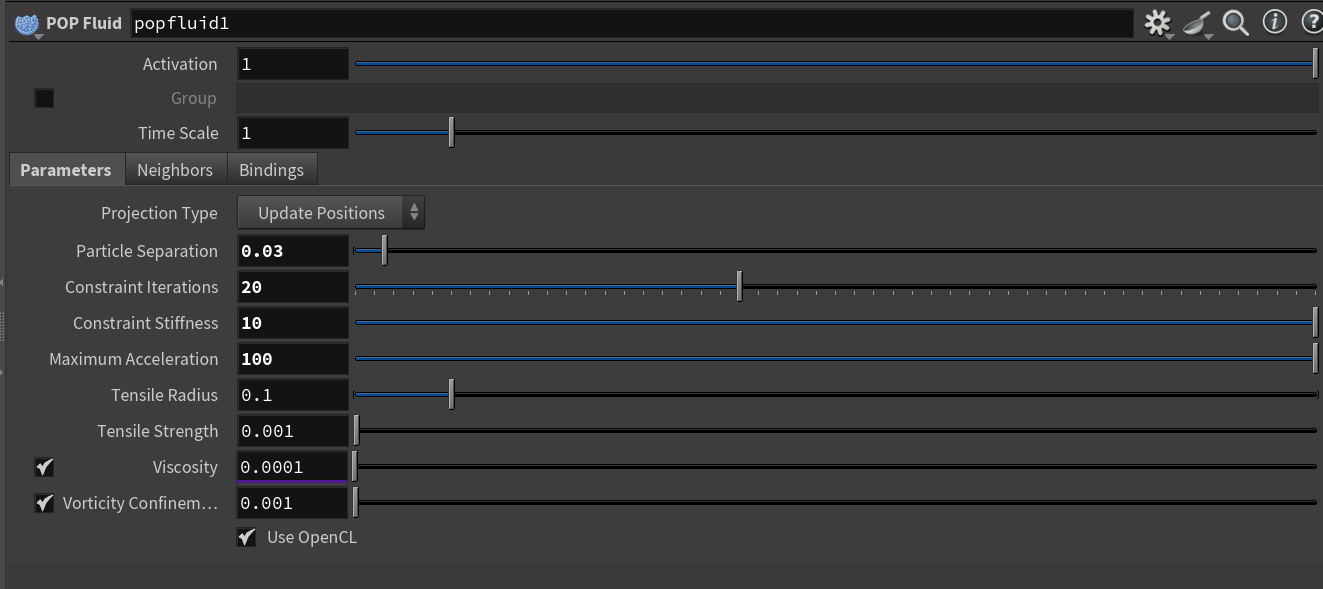 POP Fluid popfluid1
Activation 1
Group
Time Scale 1
Parameters Neighbors Bindings
Projection Type Update Positions
Particle Separation 0.03
Constraint Iterations 20
Constraint Stiffness 10
Maximum Acceleration 100
Tensile Radius 0.1
Tensile Strength 0.001
Viscosity 0.0001
Vorticity Confinem... 0.001
Use OpenCL